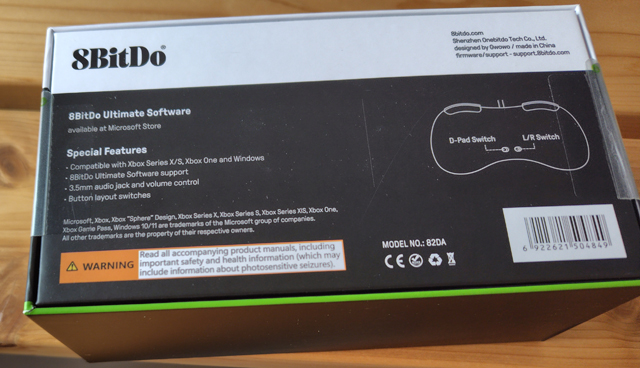 8BitDo®
8bitdo.com
Shenzhen Onebitdo Tech Co., Ltd.
designed by Gwowo / made in China
firmware/support - support.8bitdo.com
8BitDo Ultimate Software
available at Microsoft Store
Special Features
• Compatible with Xbox Series X/S, Xbox One and Windows
• 8BitDo Ultimate Software support
• 3.5mm audio jack and volume control
• Button layout switches
D-Pad Switch
L/R Switch
Microsoft, Xbox, Xbox "Sphere" Design, Xbox Series X, Xbox Series S, Xbox Series X|S, Xbox One,
Xbox Game Pass, Windows 10/11 are trademarks of the Microsoft group of companies.
All other trademarks are the property of their respective owners.
WARNING
Read all accompanying product manuals, including
important safety and health information (which may
include information about photosensitive seizures).
MODEL NO.: 82DA
CE
6 922621 504849